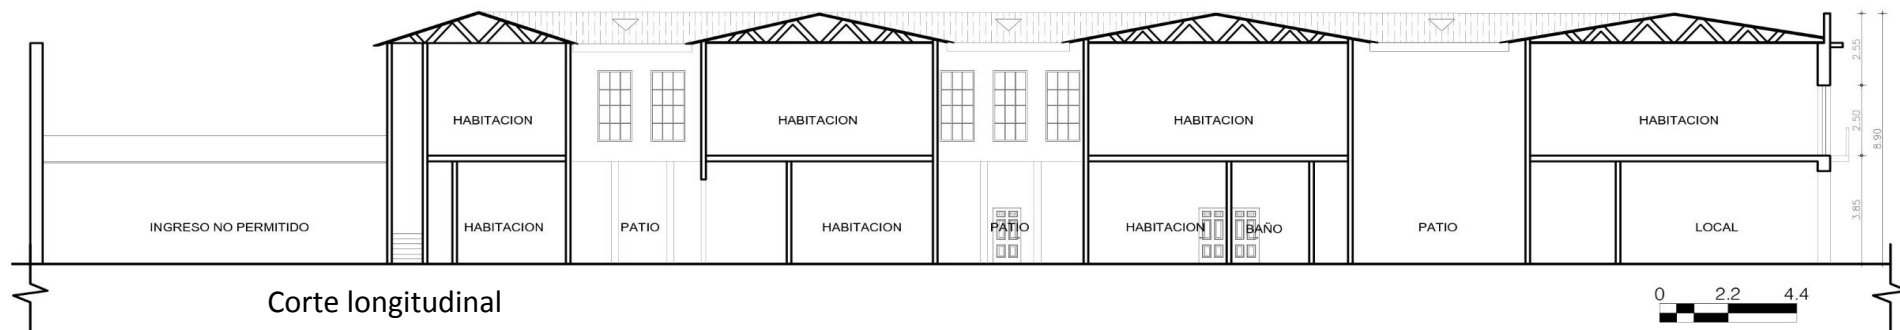 HABITACION
HABITACION
HABITACION
HABITACION
INGRESO NO PERMITIDO
HABITACION
PATIO
HABITACION
PATIO
HABITACION
BAÑO
PATIO
LOCAL
2.55
2.50
3.85
8.90
Corte longitudinal
0 2.2 4.4